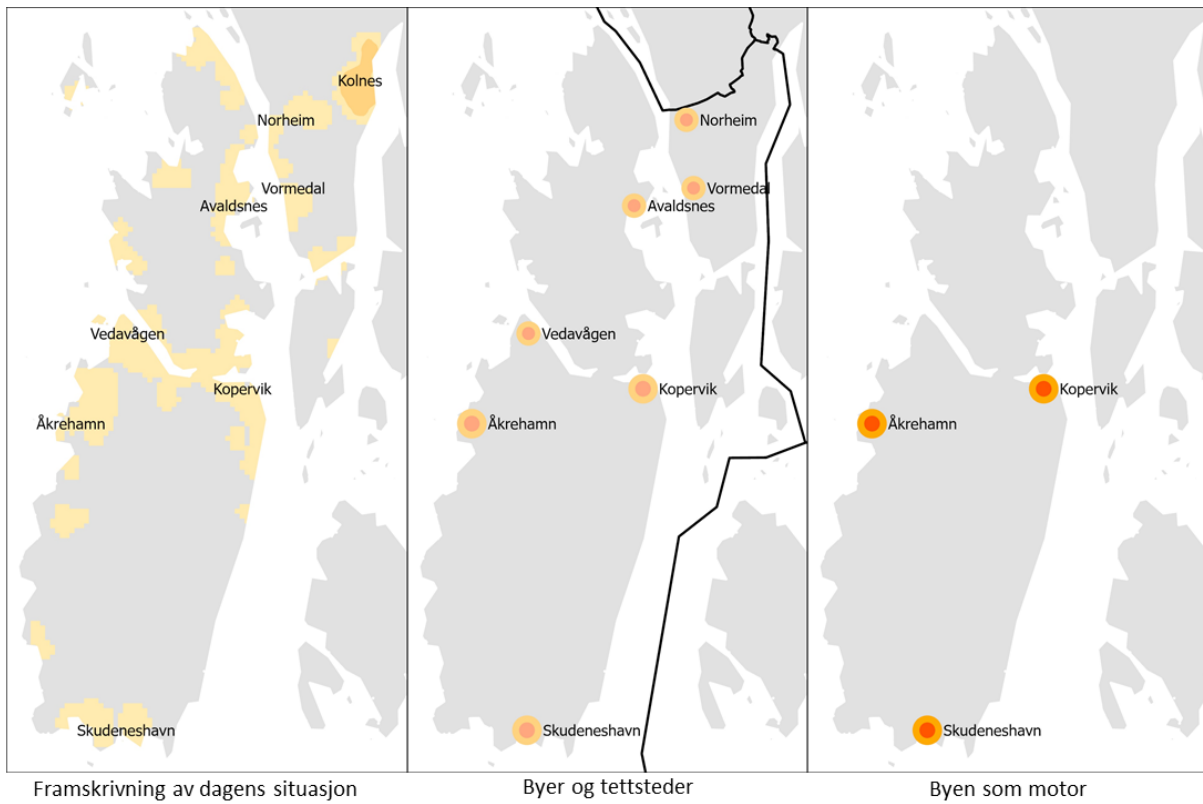 Kolnes
Norheim
Vormedal
Avaldsnes
Vedavågen
Kopervik
Åkrehamn
Skudeneshavn
Framskrivning av dagens situasjon
Norheim
Vormedal
Avaldsnes
Vedavågen
Kopervik
Åkrehamn
Skudeneshavn
Byer og tettsteder
Kopervik
Åkrehamn
Skudeneshavn
Byen som motor